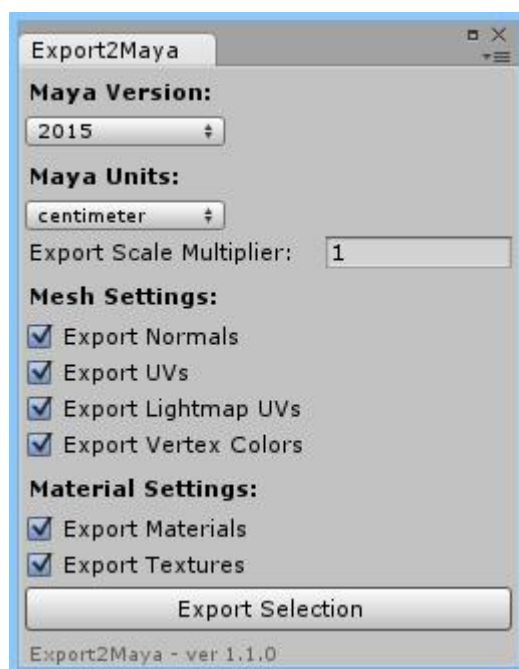 Export2Maya
Maya Version:
2015
Maya Units:
centimeter
Export Scale Multiplier: 1
Mesh Settings:
Export Normals
Export UVs
Export Lightmap UVs
Export Vertex Colors
Material Settings:
Export Materials
Export Textures
Export Selection
Export2Maya - ver 1.1.0